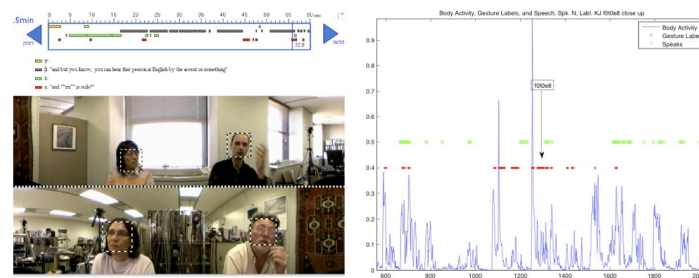 .5min
0 5 10 15 20 25 30 35 40 45 50 55 60 sec
prev
next
55.9
y:
j: "and but you know, you can hear that person is English by the accent or something"
k:
n: "and ""tu"" is rude?"
Body Activity, Gesture Labels, and Speech, Spk. N, Labl. KJ f0t0e8 close up
Body Activity
Gesture Labe
Speaks
f0t0e8
0.9
0.8
0.7
0.6
0.5
0.4
0.3
0.2
0.1
0
600 800 1000 1200 1400 1600 1800